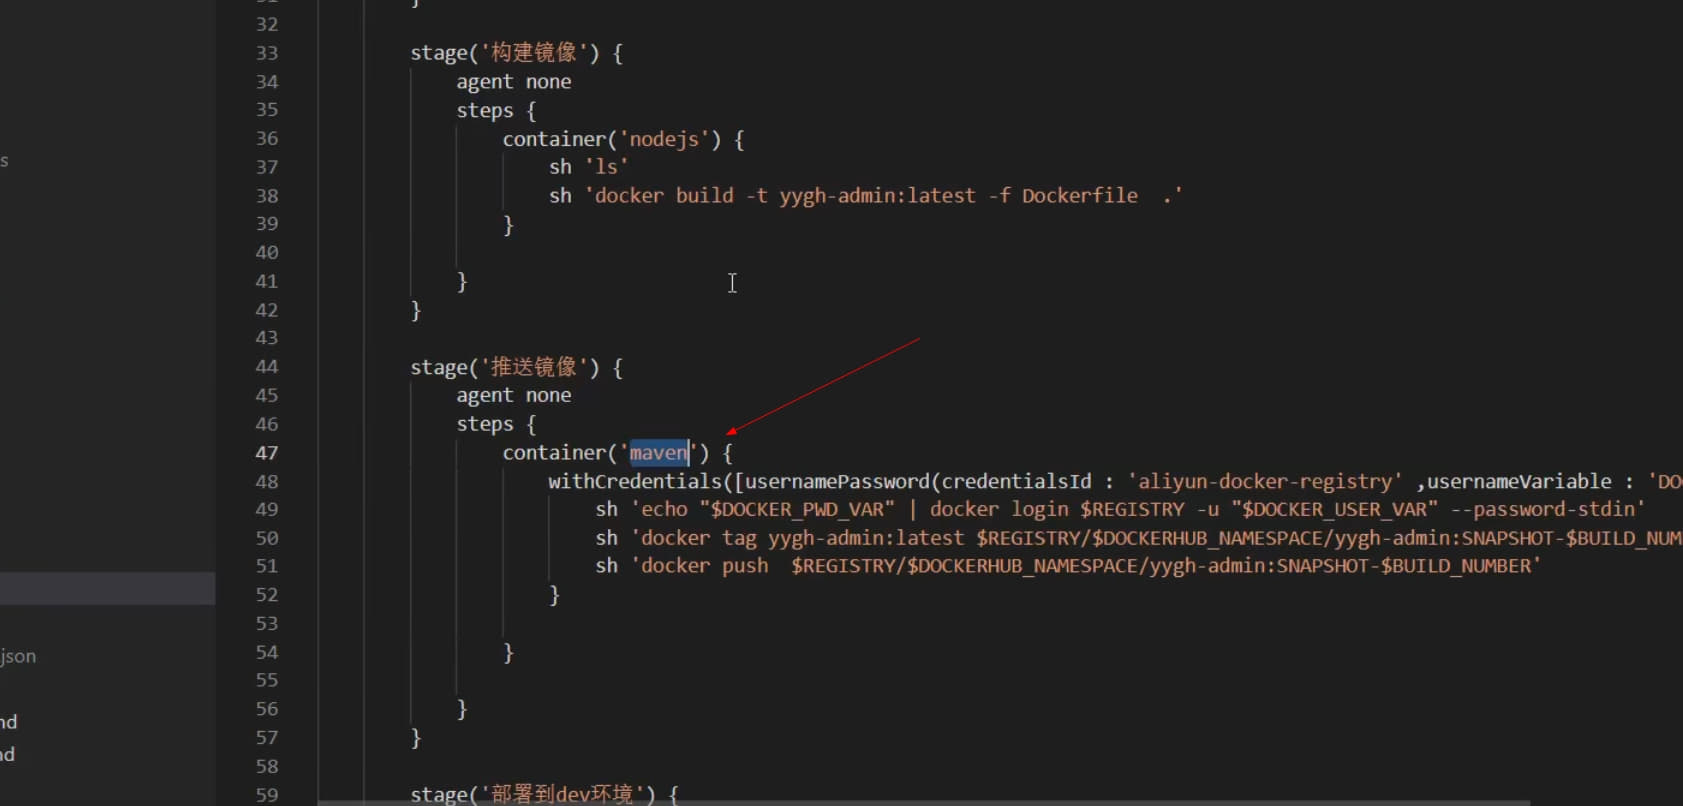 32
33 stage('构建镜像') {
34 agent none
35 steps {
36 container('nodejs') {
37 sh 'ls'
38 sh 'docker build -t yygh-admin:latest -f Dockerfile  .'
39 }
40
41 }
42 }
43
44 stage('推送镜像') {
45 agent none
46 steps {
47 container('maven') {
48 withCredentials([usernamePassword(credentialsId : 'aliyun-docker-registry' ,usernameVariable : 'DO
49 sh 'echo "$DOCKER_PWD_VAR" | docker login $REGISTRY -u "$DOCKER_USER_VAR" --password-stdin'
50 sh 'docker tag yygh-admin:latest $REGISTRY/$DOCKERHUB_NAMESPACE/yygh-admin:SNAPSHOT-$BUILD_NUM
51 sh 'docker push  $REGISTRY/$DOCKERHUB_NAMESPACE/yygh-admin:SNAPSHOT-$BUILD_NUMBER'
52 }
53
54 }
55
56 }
57 }
58
59 stage('部署到dev环境') {
s
json
nd
nd